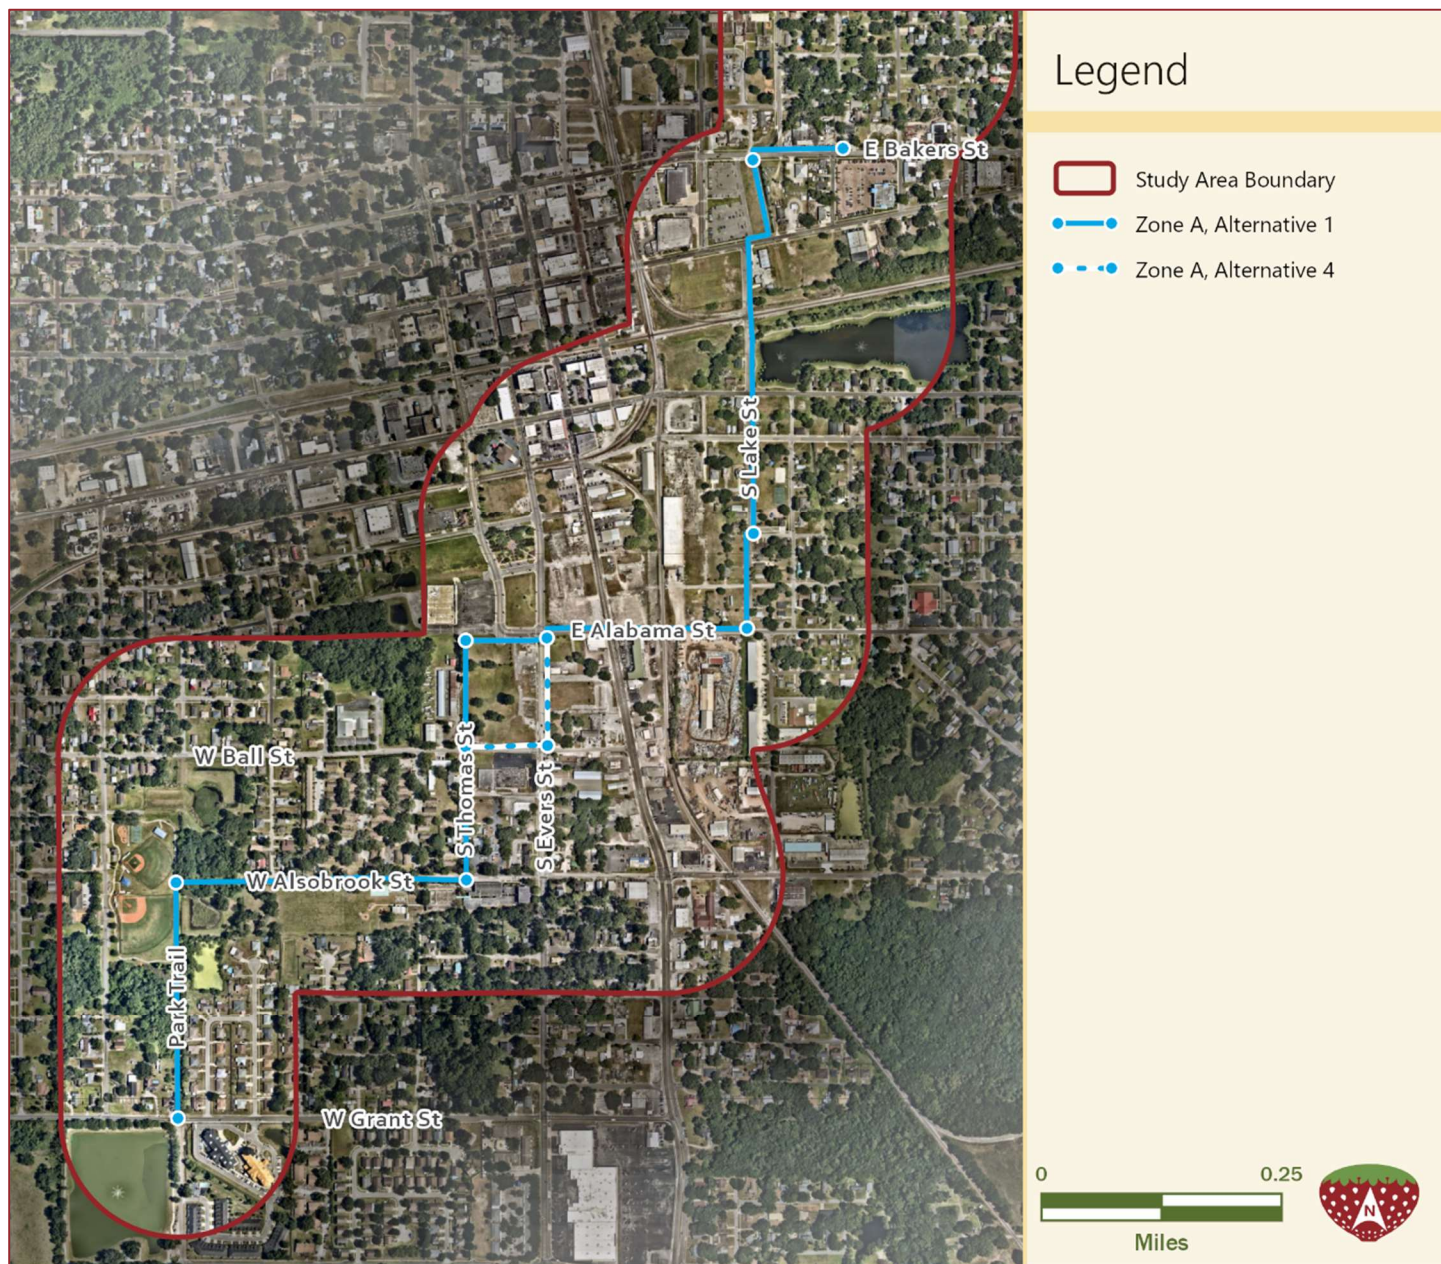 Legend
E Bakers St
Study Area Boundary
Zone A, Alternative 1
Zone A, Alternative 4
S Lake St
E Alabama St
W Ball St
S Thomas St
S Evers St
W Alsobrook St
Park Trail
W Grant St
0 0.25
N
Miles